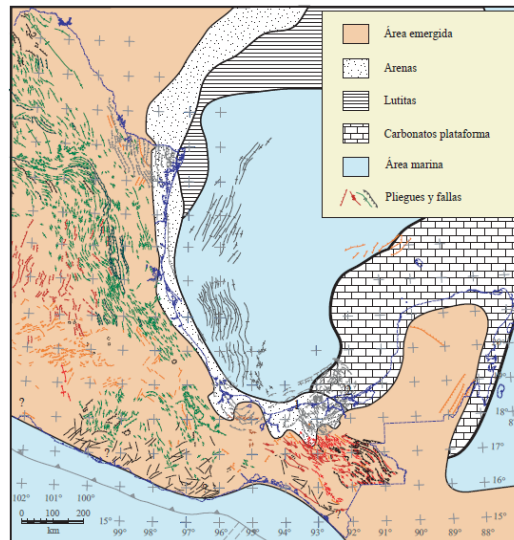 Área emergida
Arenas
Lutitas
Carbonatos plataforma
Área marina
Pliegues y fallas
?
?
?
19°
18°
17°
16°
15°
102° 101° 100°
0 100 200
km
15°
99° 98° 97° 96° 95° 94° 93° 92° 91° 90° 89° 88°